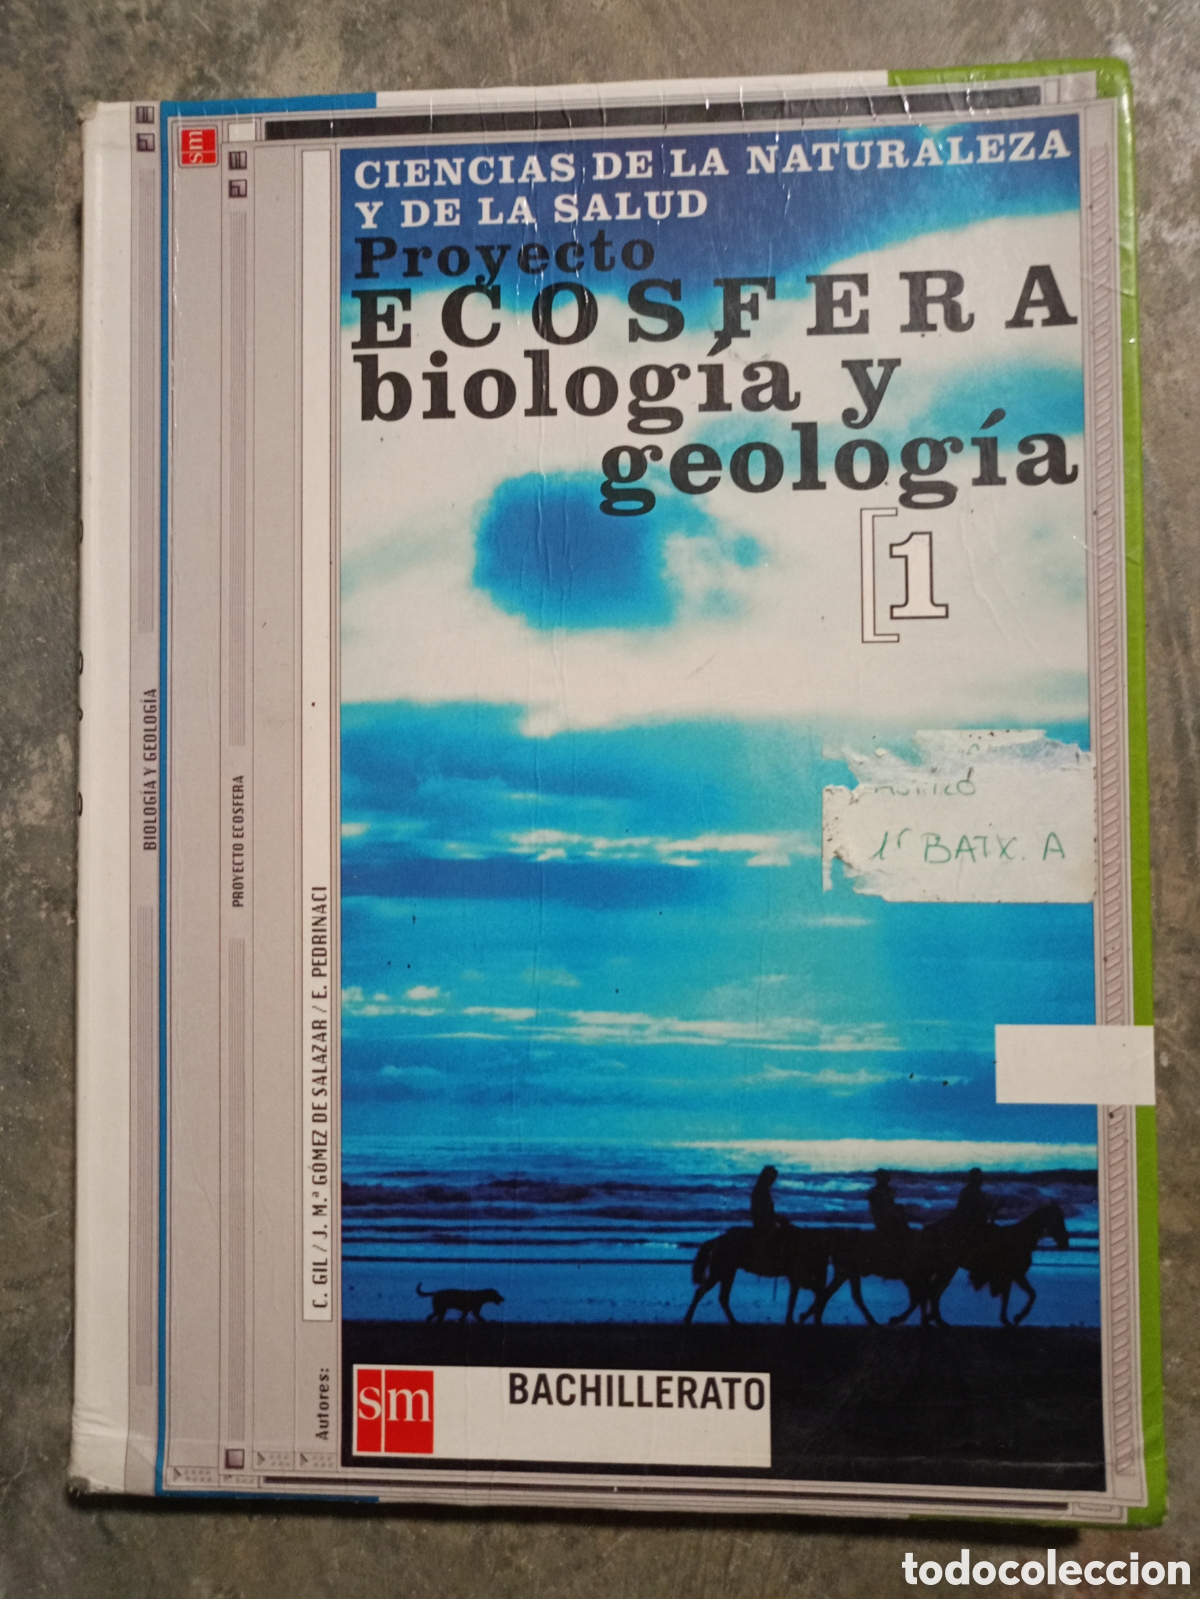 sm
CIENCIAS DE LA NATURALEZA
Y DE LA SALUD
Proyecto
ECOSFERA
biología y
geología
[1
BIOLOGÍA Y GEOLOGÍA
PROYECTO ECOSFERA
Autores: C. GIL / J. M.ª GÓMEZ DE SALAZAR / E. PEDRINACI
1r BATX. A
sm
BACHILLERATO
todocoleccion